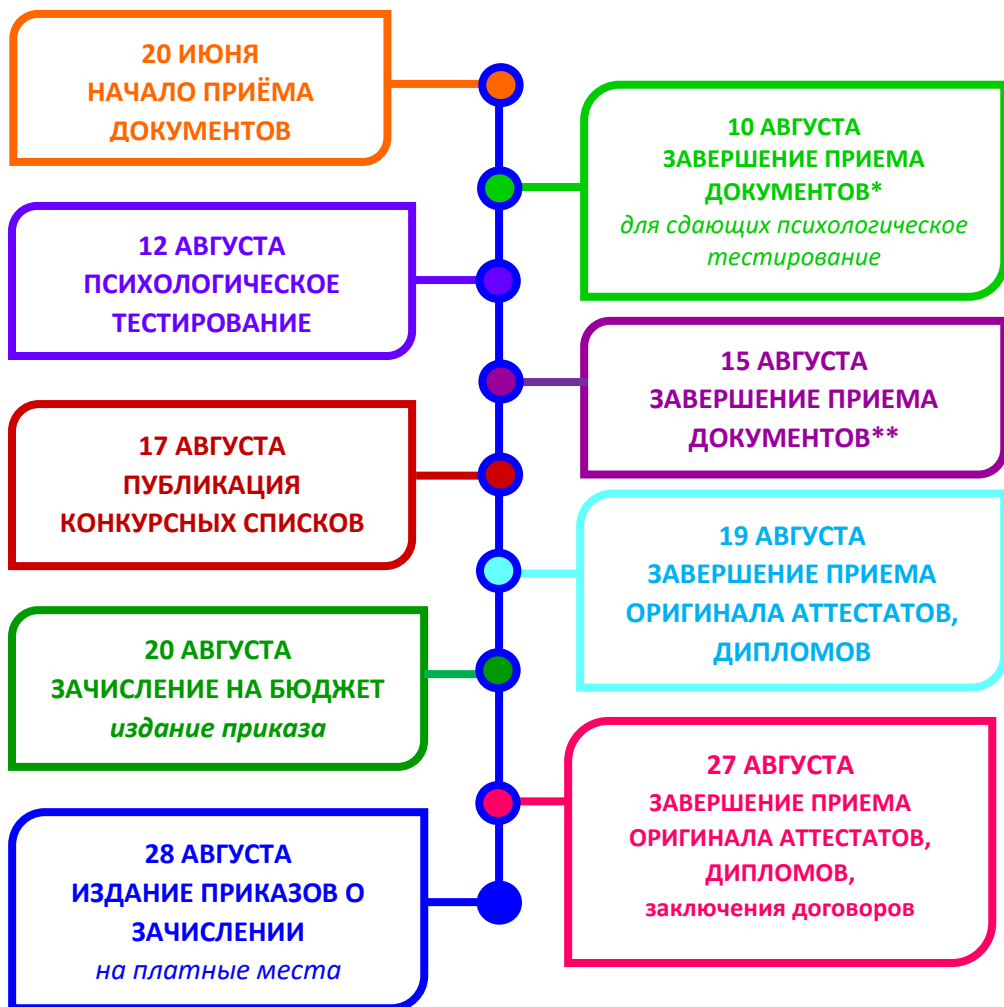 20 ИЮНЯ
НАЧАЛО ПРИЁМА
ДОКУМЕНТОВ
10 АВГУСТА
ЗАВЕРШЕНИЕ ПРИЕМА
ДОКУМЕНТОВ*
для сдающих психологическое
тестирование
12 АВГУСТА
ПСИХОЛОГИЧЕСКОЕ
ТЕСТИРОВАНИЕ
15 АВГУСТА
ЗАВЕРШЕНИЕ ПРИЕМА
ДОКУМЕНТОВ**
17 АВГУСТА
ПУБЛИКАЦИЯ
КОНКУРСНЫХ СПИСКОВ
19 АВГУСТА
ЗАВЕРШЕНИЕ ПРИЕМА
ОРИГИНАЛА АТТЕСТАТОВ,
ДИПЛОМОВ
20 АВГУСТА
ЗАЧИСЛЕНИЕ НА БЮДЖЕТ
издание приказа
27 АВГУСТА
ЗАВЕРШЕНИЕ ПРИЕМА
ОРИГИНАЛА АТТЕСТАТОВ,
ДИПЛОМОВ,
заключения договоров
28 АВГУСТА
ИЗДАНИЕ ПРИКАЗОВ О
ЗАЧИСЛЕНИИ
на платные места